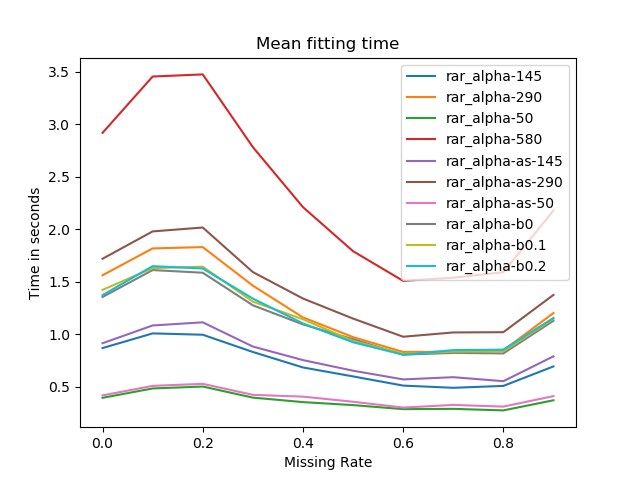 Mean fitting time
Time in seconds
3.5
3.0
2.5
2.0
1.5
1.0
0.5
rar_alpha-145
rar_alpha-290
rar_alpha-50
rar_alpha-580
rar_alpha-as-145
rar_alpha-as-290
rar_alpha-as-50
rar_alpha-b0
rar_alpha-b0.1
rar_alpha-b0.2
0.0 0.2 0.4 0.6 0.8
Missing Rate